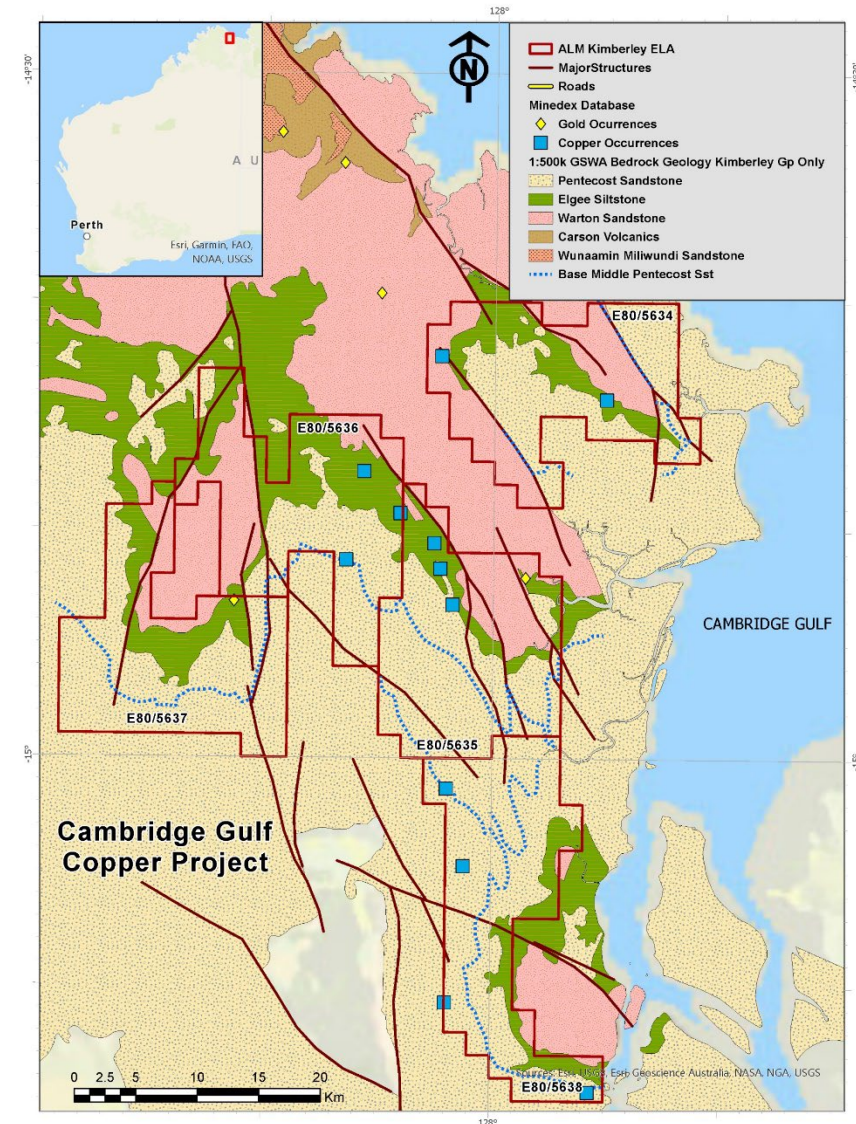 128°
-14°30'
ALM Kimberley ELA
MajorStructures
Roads
Minedex Database
Gold Ocurrences
Copper Occurrences
1:500k GSWA Bedrock Geology Kimberley Gp Only
Pentecost Sandstone
Elgee Siltstone
Warton Sandstone
Carson Volcanics
Wunaamin Miliwundi Sandstone
Base Middle Pentecost Sst
N
A U
Perth
Esri, Garmin, FAO,
NOAA, USGS
E80/5634
E80/5636
CAMBRIDGE GULF
E80/5637
E80/5635
-15°
Cambridge Gulf
Copper Project
Sources: Esri, USGS, Esri, Geoscience Australia, NASA, NGA, USGS
E80/5638
0 2.5 5 10 15 20
Km
128°